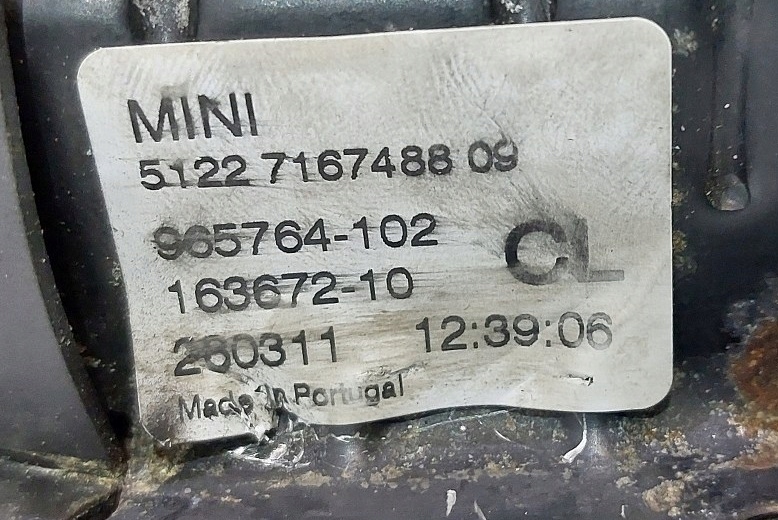 MINI
5122 7167488 09
965764-102
CL
163672-10
280311 12:39:06
Made In Portugal